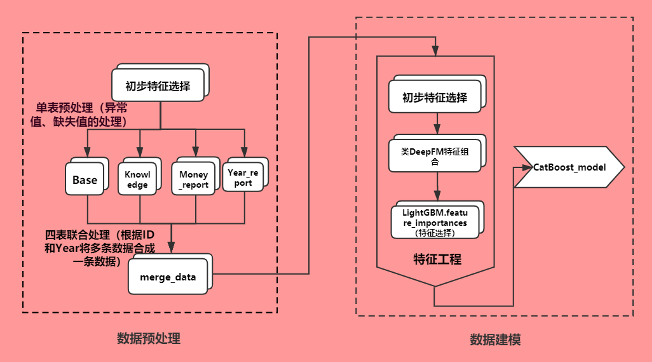 初步特征选择
单表预处理（异常
值、缺失值的处理）
Base
Knowl
edge
Money
_report
Year_re
port
四表联合处理（根据ID
和Year将多条数据合成
一条数据）
merge_data
数据预处理
初步特征选择
类DeepFM特征组
合
LightGBM.featu
re_importances
（特征选择）
特征工程
CatBoost_model
数据建模